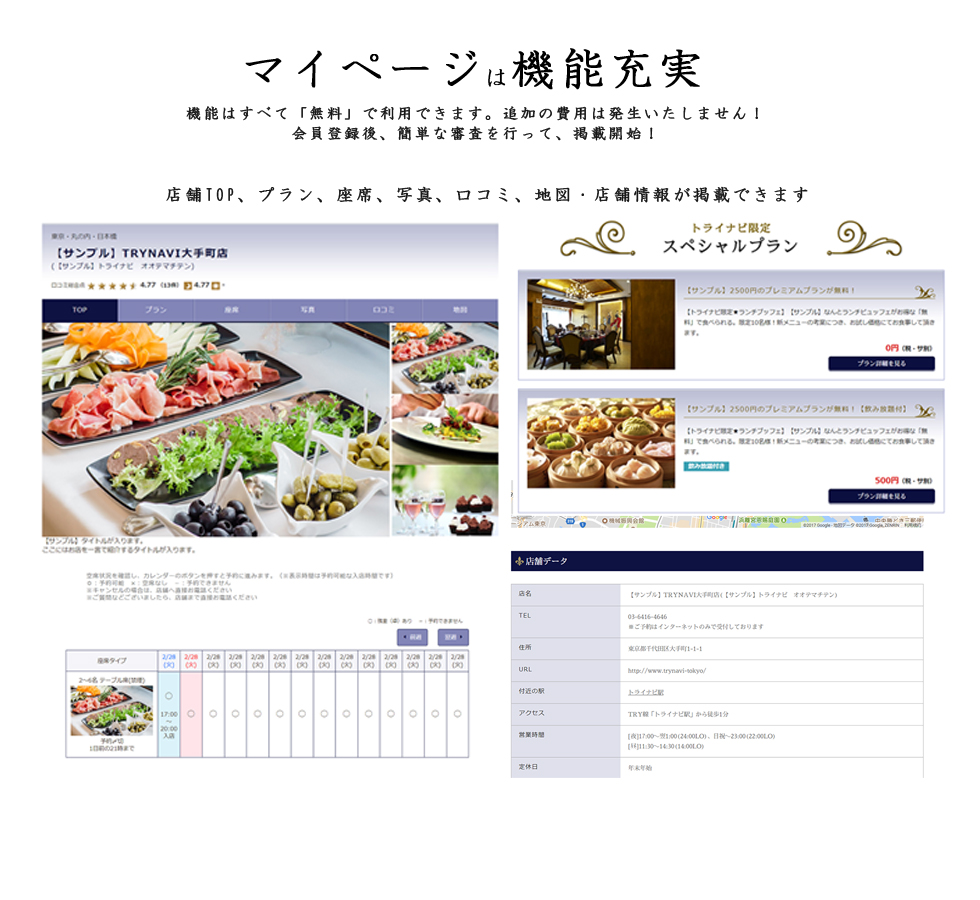 マイページは機能充実
機能はすべて「無料」で利用できます。追加の費用は発生いたしません！
会員登録後、簡単な審査を行って、掲載開始！
店舗TOP、プラン、座席、写真、口コミ、地図・店舗情報が掲載できます
東京・丸の内・日本橋
【サンプル】TRYNAVI大手町店
(【サンプル】トライナビ　オオテマチテン)
口コミ総合点 ★★★★ 4.77 (13件) 4.77
TOP プラン 座席 写真 口コミ 地図
【サンプル】タイトルが入ります。
ここにはお店を一言で紹介するタイトルが入ります。
空席状況を確認し、カレンダーのボタンを押すと予約に進みます。（※表示時間は予約可能な入店時間です）
○：予約可能　×：空席なし　－：予約できません
※キャンセルの場合は、店舗へ直接お電話ください
※ご質問などございましたら、店舗まで直接お電話ください
○：残室（席）あり　－：予約できません
前週 翌週
座席タイプ 2/28 2/28 2/28 2/28 2/28 2/28 2/28 2/28 2/28 2/28 2/28 2/28 2/28 2/28
(火) (火) (火) (火) (火) (火) (火) (火) (火) (火) (火) (火) (火) (火)
2～6名 テーブル席(禁煙)
○ ○ ○ ○ ○ ○ ○ ○ ○ ○ ○ ○ ○ ○
17:00
～
20:00
入店
予約〆切
1日前の21時まで
トライナビ限定
スペシャルプラン
【サンプル】2500円のプレミアムプランが無料！
【トライナビ限定★ランチブッフェ】【サンプル】なんとランチビュッフェがお得な「無
料」で食べられる。限定10名様！新メニューの考案につき、お試し価格にてお食事して頂き
ます。
0円（税・サ別）
プラン詳細を見る
【サンプル】2500円のプレミアムプランが無料！【飲み放題付】
【トライナビ限定★ランチブッフェ】【サンプル】なんとランチビュッフェがお得な「無
料」で食べられる。限定10名様！新メニューの考案につき、お試し価格にてお食事して頂き
ます。
飲み放題付き
500円（税・サ別）
プラン詳細を見る
ジアム東京 機械振興会館 浜離宮恩賜庭園
©2017 Google - 地図データ ©2017 Google, ZENRIN 利用規約
店舗データ
店名 【サンプル】TRYNAVI大手町店(【サンプル】トライナビ　オオテマチテン)
TEL 03-6416-4646
※ご予約はインターネットのみで受付しております
住所 東京都千代田区大手町1-1-1
URL http://www.trynavi-tokyo/
付近の駅 トライナビ駅
アクセス TRY線「トライナビ駅」から徒歩1分
営業時間 [夜]17:00～翌1:00(24:00LO)、日祝～23:00(22:00LO)
[昼]11:30～14:30(14:00LO)
定休日 年末年始